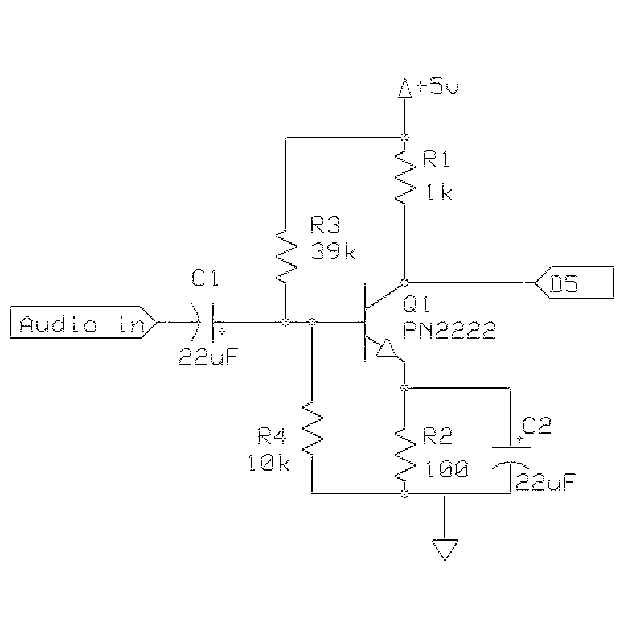 +5v
R1
1k
R3
39k
C1
D5
Audio in
+
22uF
Q1
PN2222
R4
10k
R2
100
+
C2
22uF